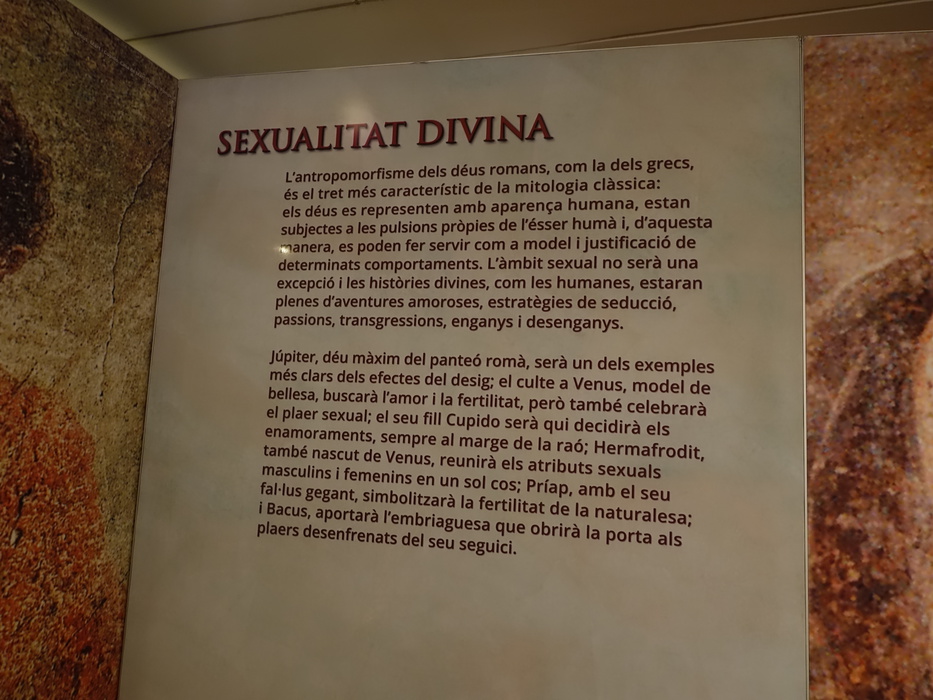 SEXUALITAT DIVINA
L'antropomorfisme dels déus romans, com la dels grecs,
és el tret més característic de la mitologia clàssica:
els déus es representen amb aparença humana, estan
subjectes a les pulsions pròpies de l'ésser humà i, d'aquesta
manera, es poden fer servir com a model i justificació de
determinats comportaments. L'àmbit sexual no serà una
excepció i les històries divines, com les humanes, estaran
plenes d'aventures amoroses, estratègies de seducció,
passions, transgressions, enganys i desenganys.
Júpiter, déu màxim del panteó romà, serà un dels exemples
més clars dels efectes del desig; el culte a Venus, model de
bellesa, buscarà l'amor i la fertilitat, però també celebrarà
el plaer sexual; el seu fill Cupido serà qui decidirà els
enamoraments, sempre al marge de la raó; Hermafrodit,
també nascut de Venus, reunirà els atributs sexuals
masculins i femenins en un sol cos; Príap, amb el seu
fal·lus gegant, simbolitzarà la fertilitat de la naturalesa;
i Bacus, aportarà l'embriaguesa que obrirà la porta als
plaers desenfrenats del seu seguici.